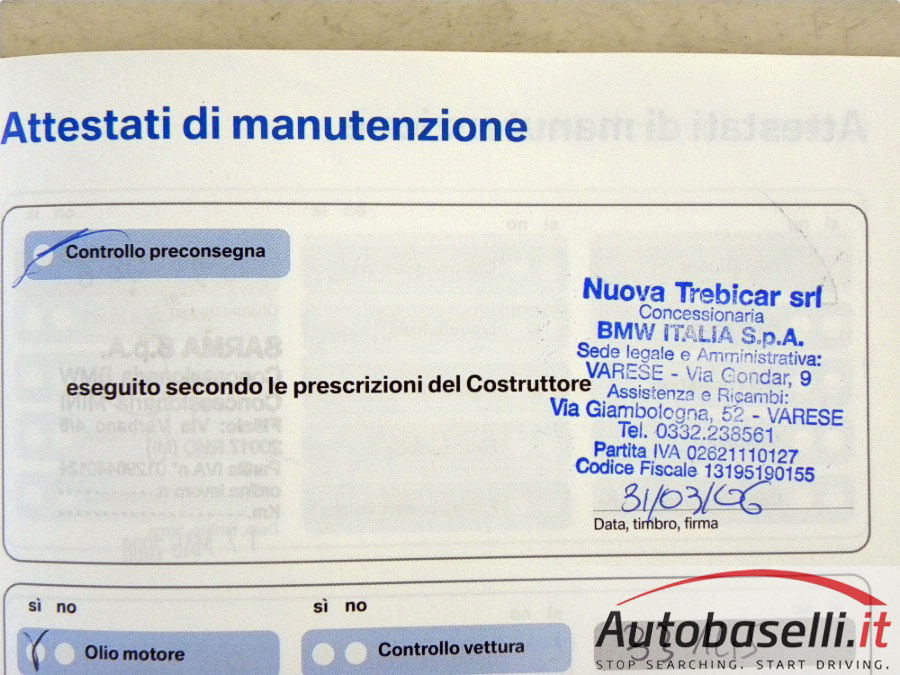 Attestati di manutenzione
Controllo preconsegna
eseguito secondo le prescrizioni del Costruttore
Nuova Trebicar srl
Concessionaria
BMW ITALIA S.p.A.
Sede legale e Amministrativa:
VARESE - Via Gondar, 9
Assistenza e Ricambi:
Via Giambologna, 52 - VARESE
Tel. 0332.238561
Partita IVA 02621110127
Codice Fiscale 13195190155
31/03/06
Data, timbro, firma
sì no
sì no
Olio motore
Controllo vettura
Autobaselli.it
STOP SEARCHING. START DRIVING.